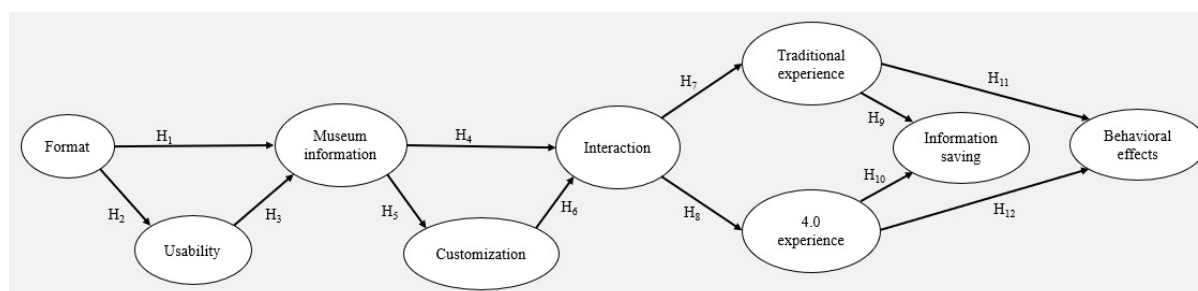 Format
H1
H2
Usability
H3
Museum
information
H4
H5
Customization
H6
Interaction
H7
H8
Traditional
experience
4.0
experience
H9
H10
Information
saving
H11
H12
Behavioral
effects